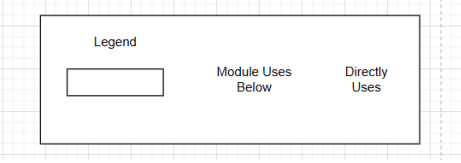 Legend
Module Uses
Below
Directly
Uses